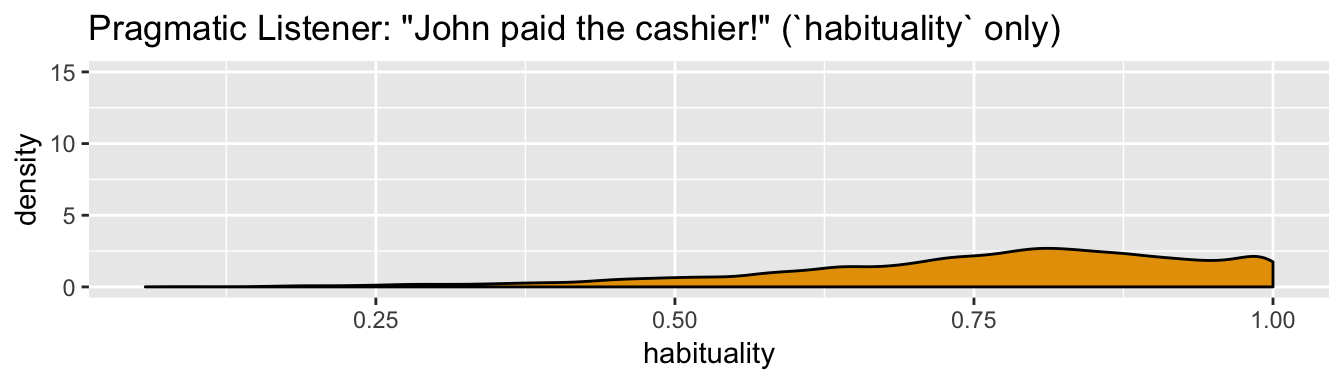 Pragmatic Listener: "John paid the cashier!" (`habituality` only)
15
10
5
0
density
0.25 0.50 0.75 1.00
habituality